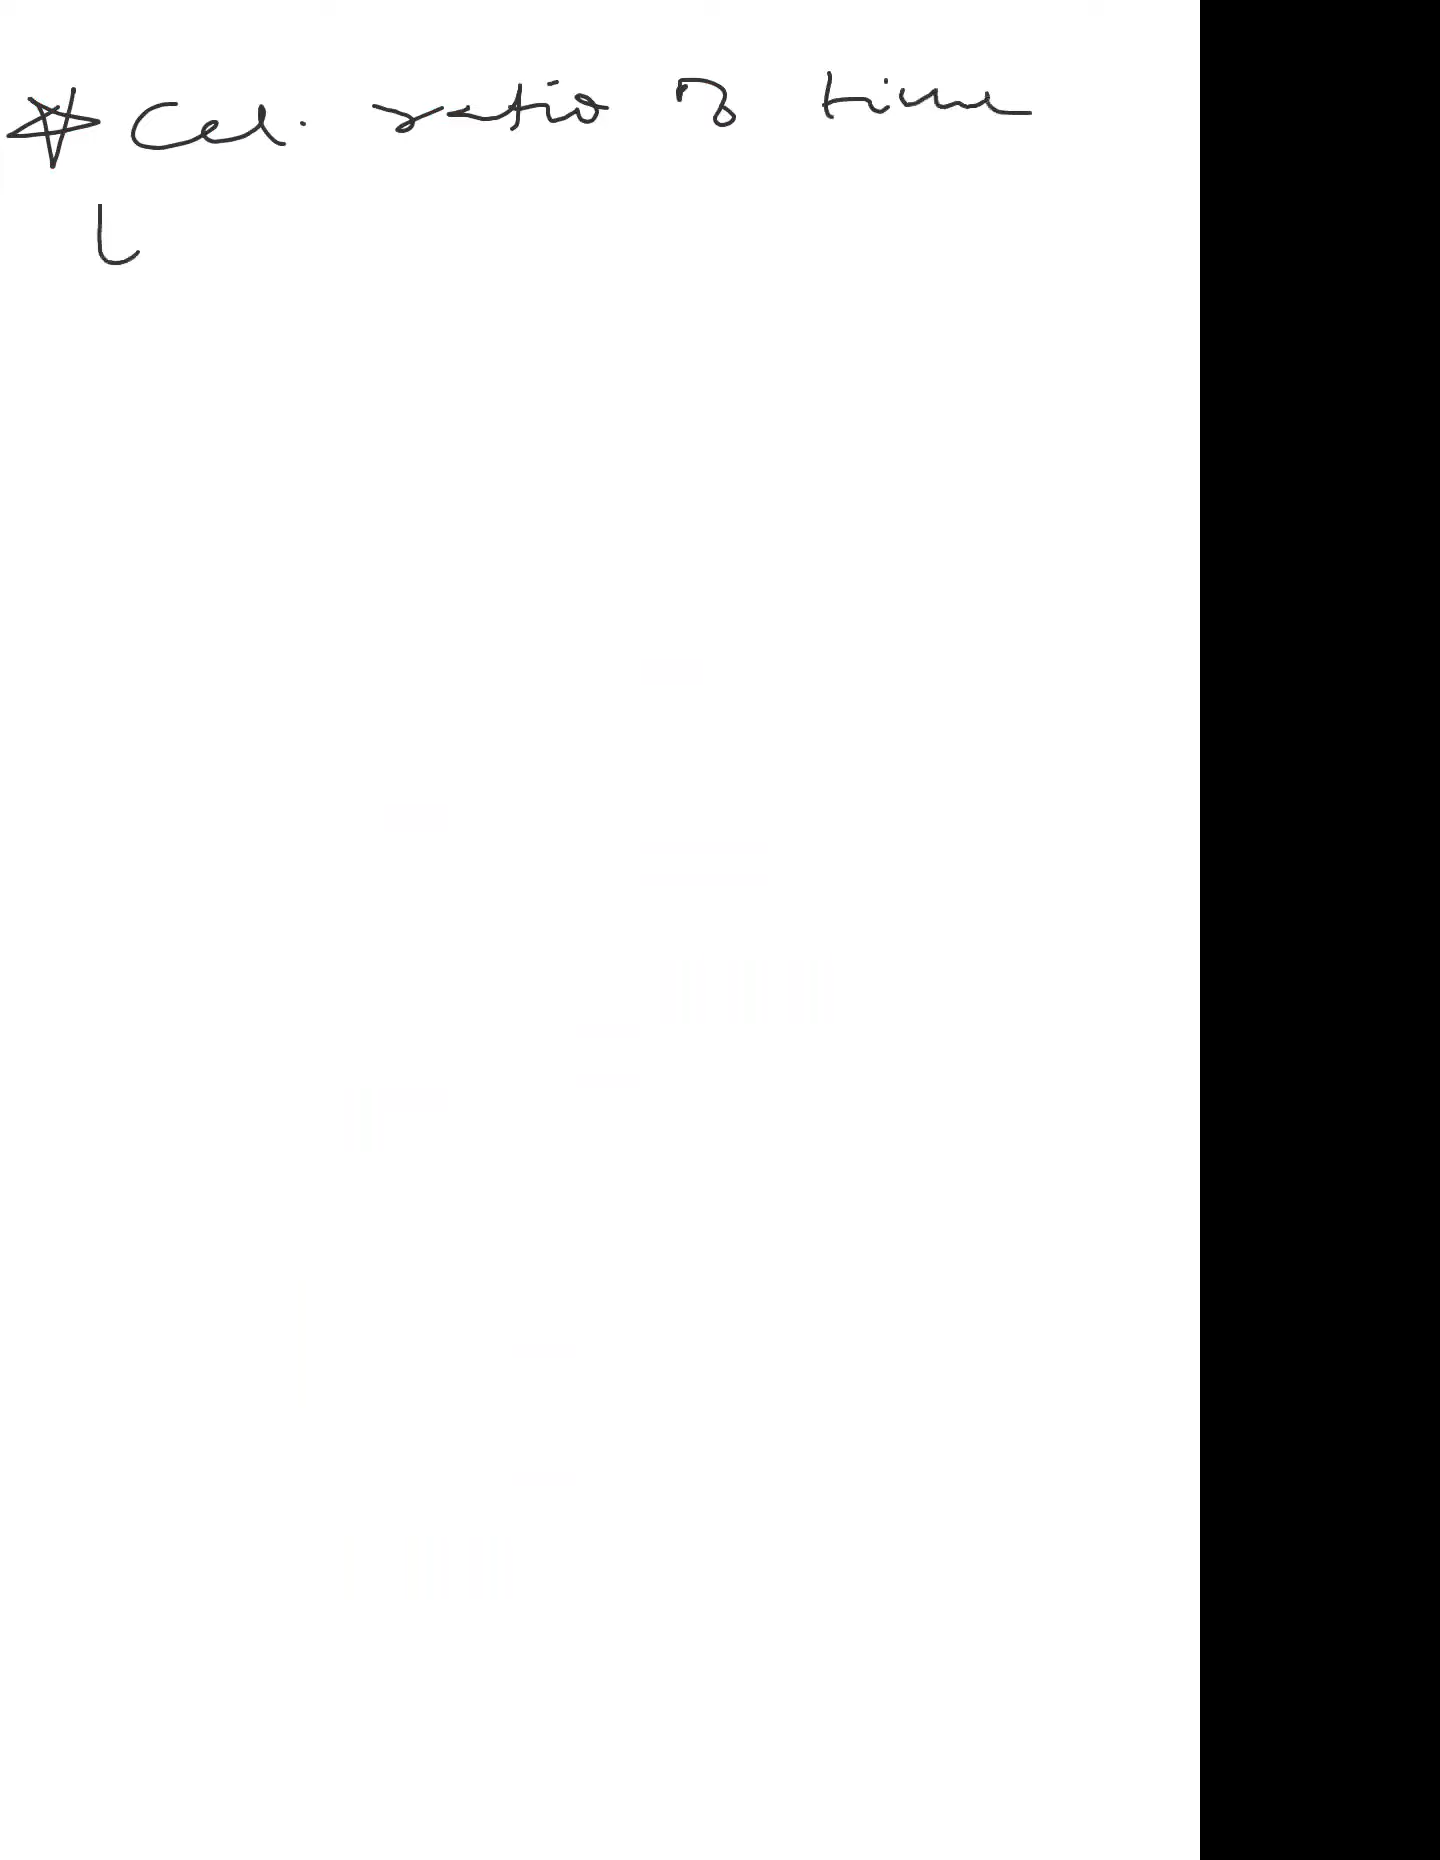 ☆ Cal. ratio of time